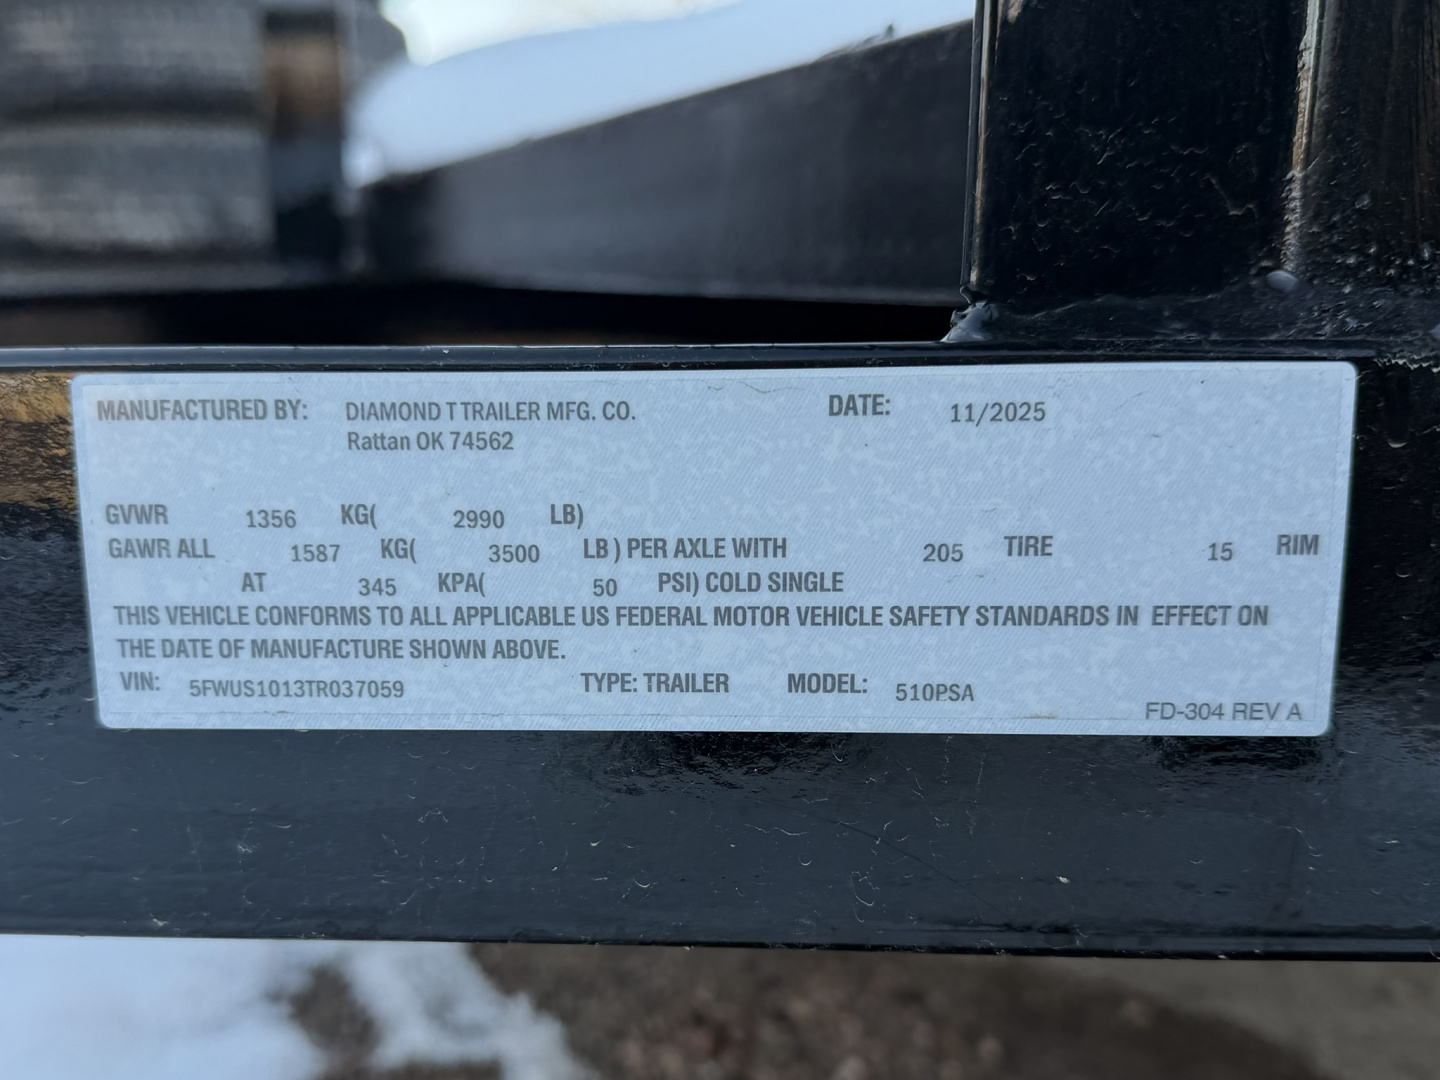 MANUFACTURED BY: DIAMOND T TRAILER MFG. CO. DATE: 11/2025
Rattan OK 74562
GVWR 1356 KG( 2990 LB)
GAWR ALL 1587 KG( 3500 LB ) PER AXLE WITH 205 TIRE 15 RIM
AT 345 KPA( 50 PSI) COLD SINGLE
THIS VEHICLE CONFORMS TO ALL APPLICABLE US FEDERAL MOTOR VEHICLE SAFETY STANDARDS IN EFFECT ON
THE DATE OF MANUFACTURE SHOWN ABOVE.
VIN: 5FWUS1013TR037059 TYPE: TRAILER MODEL: 510PSA
FD-304 REV A